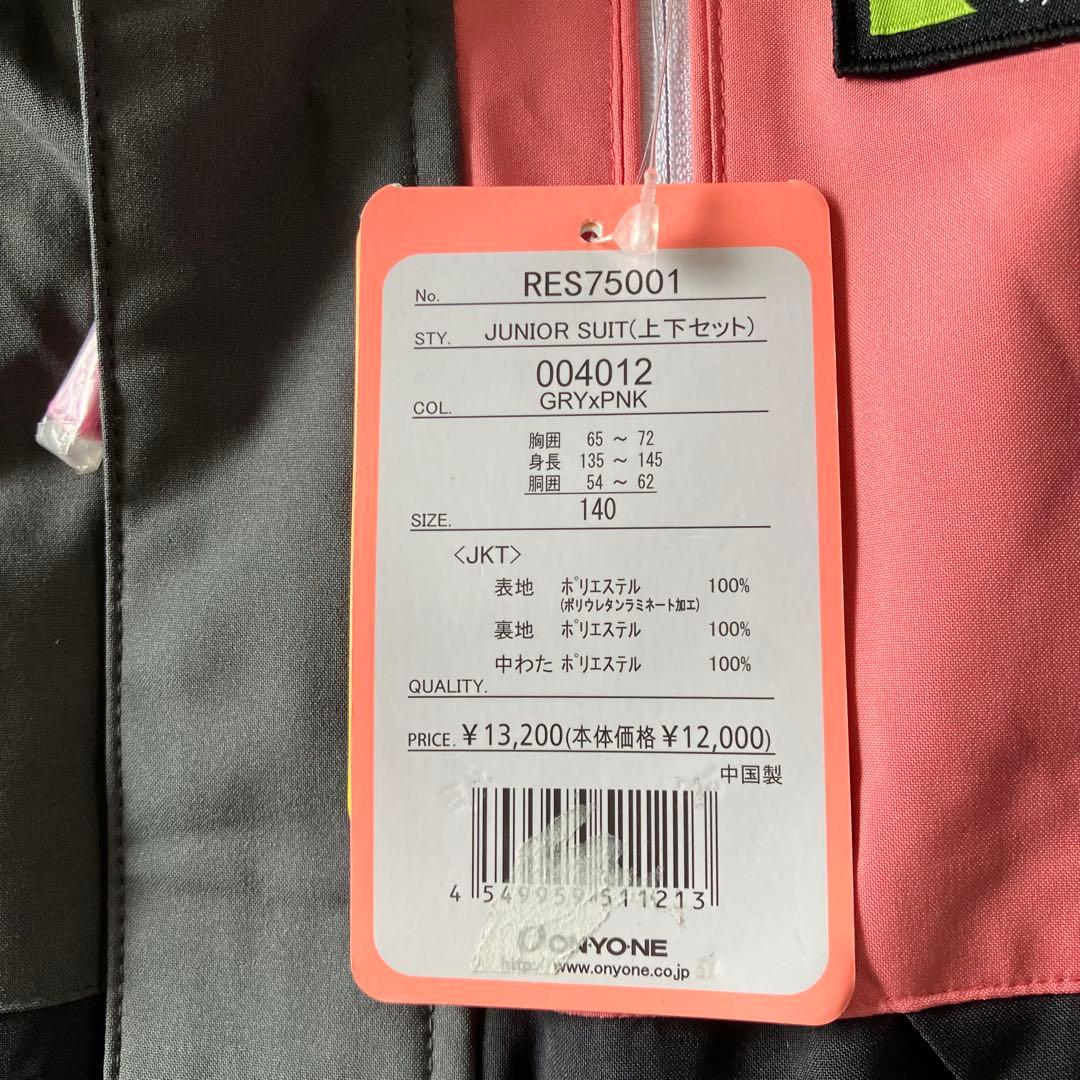 No. RES75001
STY. JUNIOR SUIT(上下セット)
004012
COL. GRYxPNK
胸囲 65 ～ 72
身長 135 ～ 145
胴囲 54 ～ 62
SIZE. 140
<JKT>
表地 ポリエステル 100%
(ポリウレタンラミネート加工)
裏地 ポリエステル 100%
中わた ポリエステル 100%
QUALITY.
PRICE. ¥13,200(本体価格¥12,000)
中国製
4 549959 511213
ON·YO·NE
http://www.onyone.co.jp